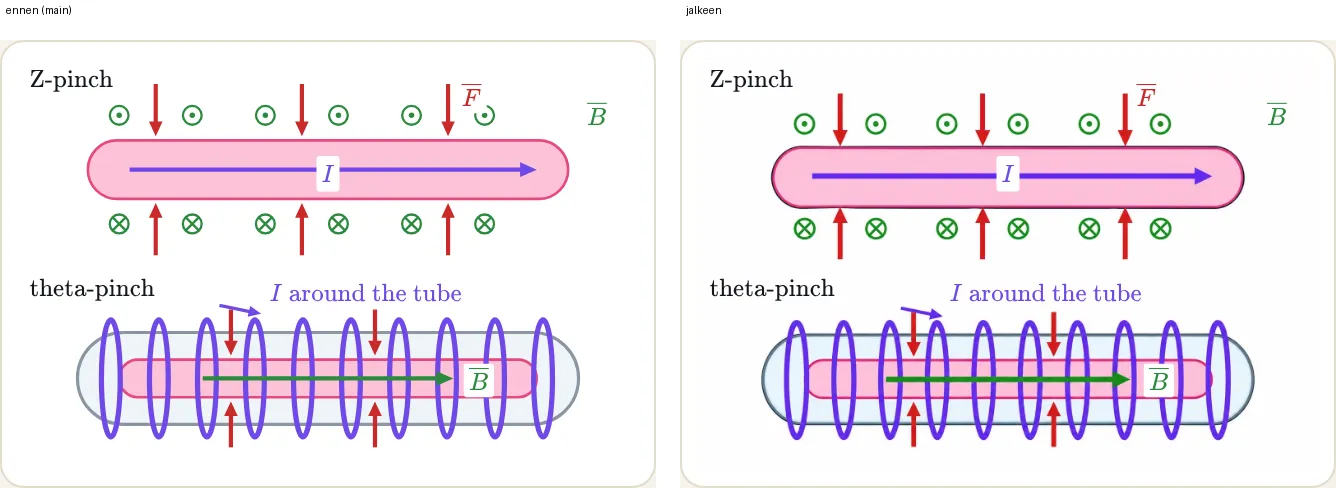 ennen (main)
jalkeen
Z-pinch
F
B
I
theta-pinch
I around the tube
B
Z-pinch
F
B
I
theta-pinch
I around the tube
B